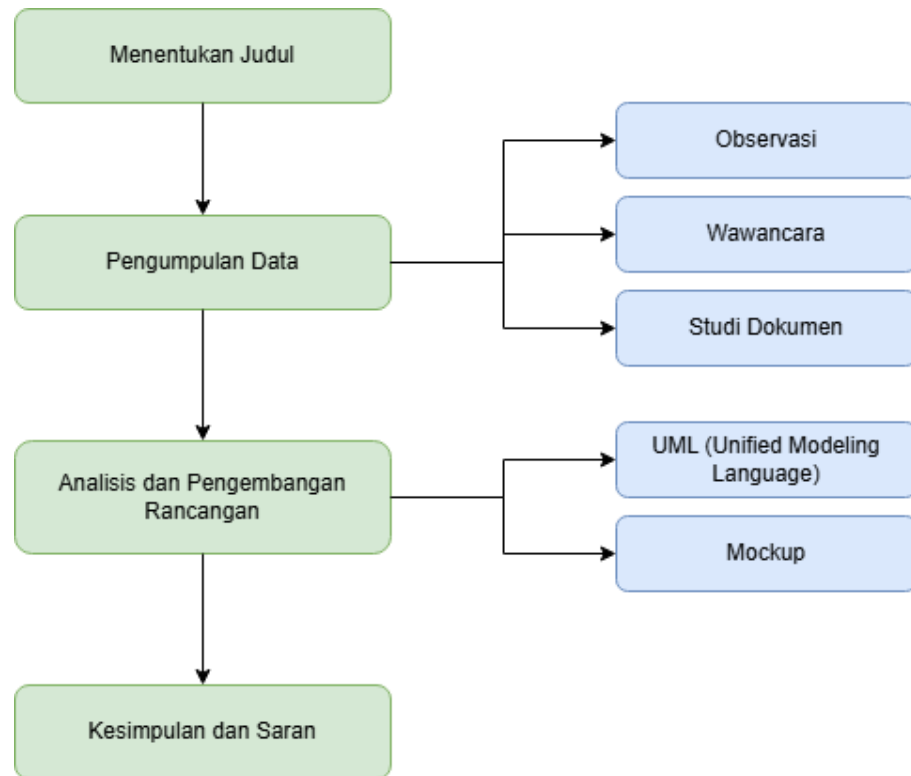 Menentukan Judul
Observasi
Wawancara
Pengumpulan Data
Studi Dokumen
UML (Unified Modeling
Language)
Analisis dan Pengembangan
Rancangan
Mockup
Kesimpulan dan Saran